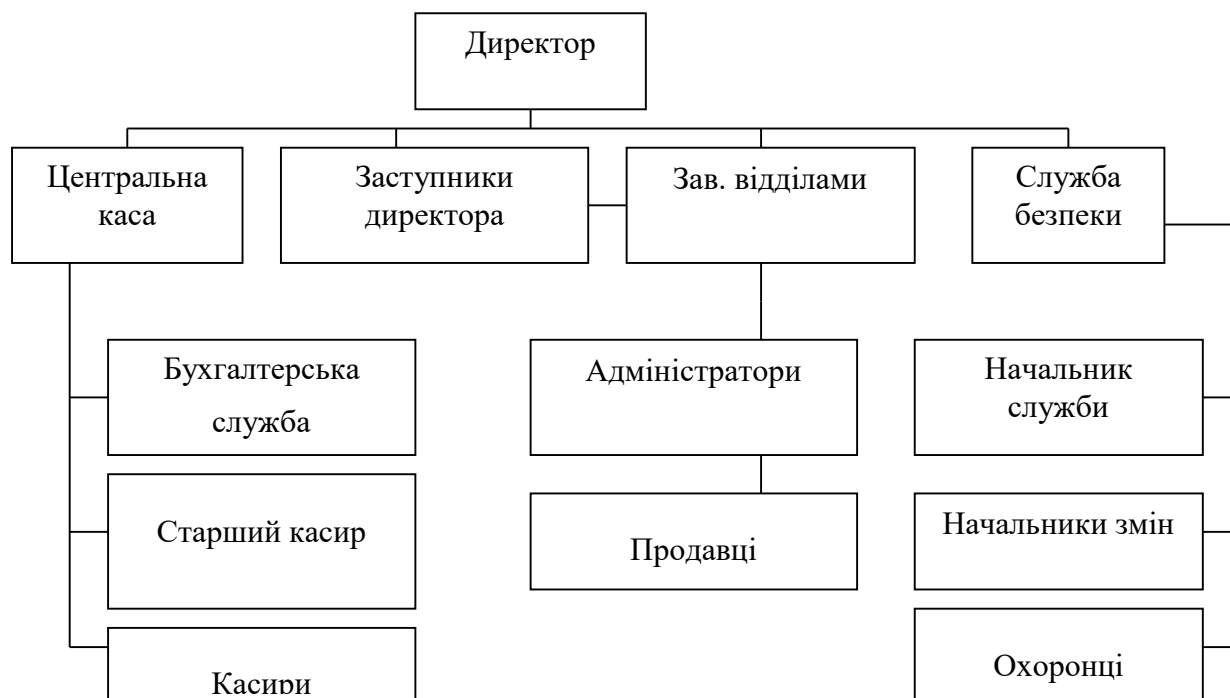 Директор
Центральна
каса
Заступники
директора
Зав. відділами
Служба
безпеки
Бухгалтерська
служба
Адміністратори
Начальник
служби
Старший касир
Продавці
Начальники змін
Касири
Охоронці